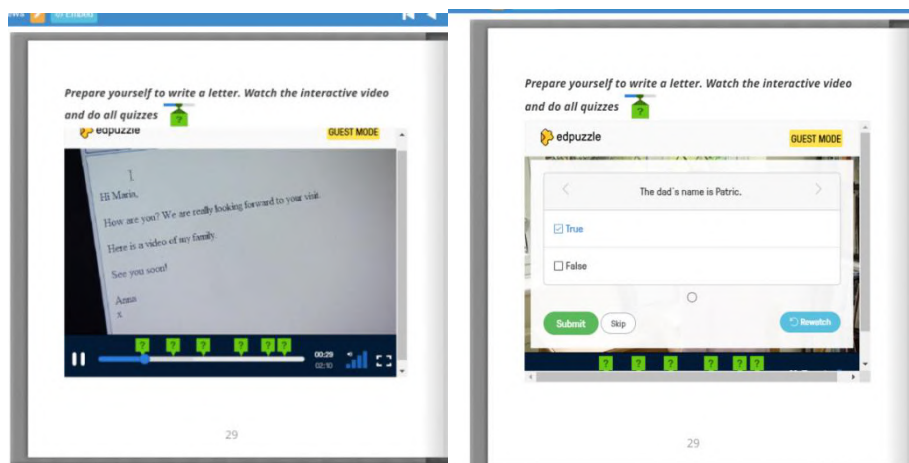 Prepare yourself to write a letter. Watch the interactive video
and do all quizzes
?
edpuzzle
GUEST MODE
Hi Maria,
How are you? We are really looking forward to your visit.
Here is a video of my family.
See you soon!
Anna
x
? ? ? ? ? ?
00:29
02:10
29
Prepare yourself to write a letter. Watch the interactive video
and do all quizzes
?
edpuzzle
GUEST MODE
The dad's name is Patric.
True
False
Submit
Skip
Rewatch
? ? ? ? ? ?
29